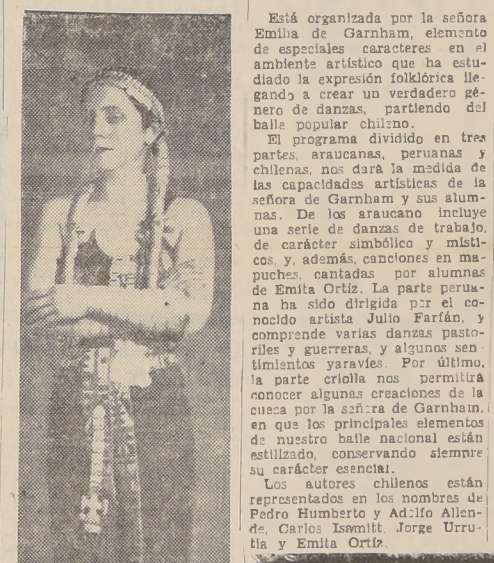 Está organizada por la señora
Emilia de Garnham, elemento
de especiales caracteres en el
ambiente artístico que ha estu-
diado la expresión folklórica lle-
gando a crear un verdadero gé-
nero de danzas, partiendo del
baile popular chileno.
El programa dividido en tres
partes, araucanas, peruanas y
chilenas, nos dará la medida de
las capacidades artísticas de la
señora de Garnham y sus alum-
nas. De los araucano incluye
una serie de danzas de trabajo,
de carácter simbólico y místi-
cos, y, además, canciones en ma-
puches, cantadas por alumnas
de Emita Ortíz. La parte perua-
na ha sido dirigida por el co-
nocido artista Julio Farfán, y
comprende varias danzas pasto-
riles y guerreras, y algunos sen-
timientos yaravíes. Por último,
la parte criolla nos permitirá
conocer algunas creaciones de la
cueca por la señora de Garnham,
en que los principales elementos
de nuestro baile nacional están
estilizado, conservando siempre
su carácter esencial.
Los autores chilenos están
representados en los nombres de
Pedro Humberto y Adolfo Allen-
de, Carlos Isamitt, Jorge Urru-
tia y Emita Ortíz.